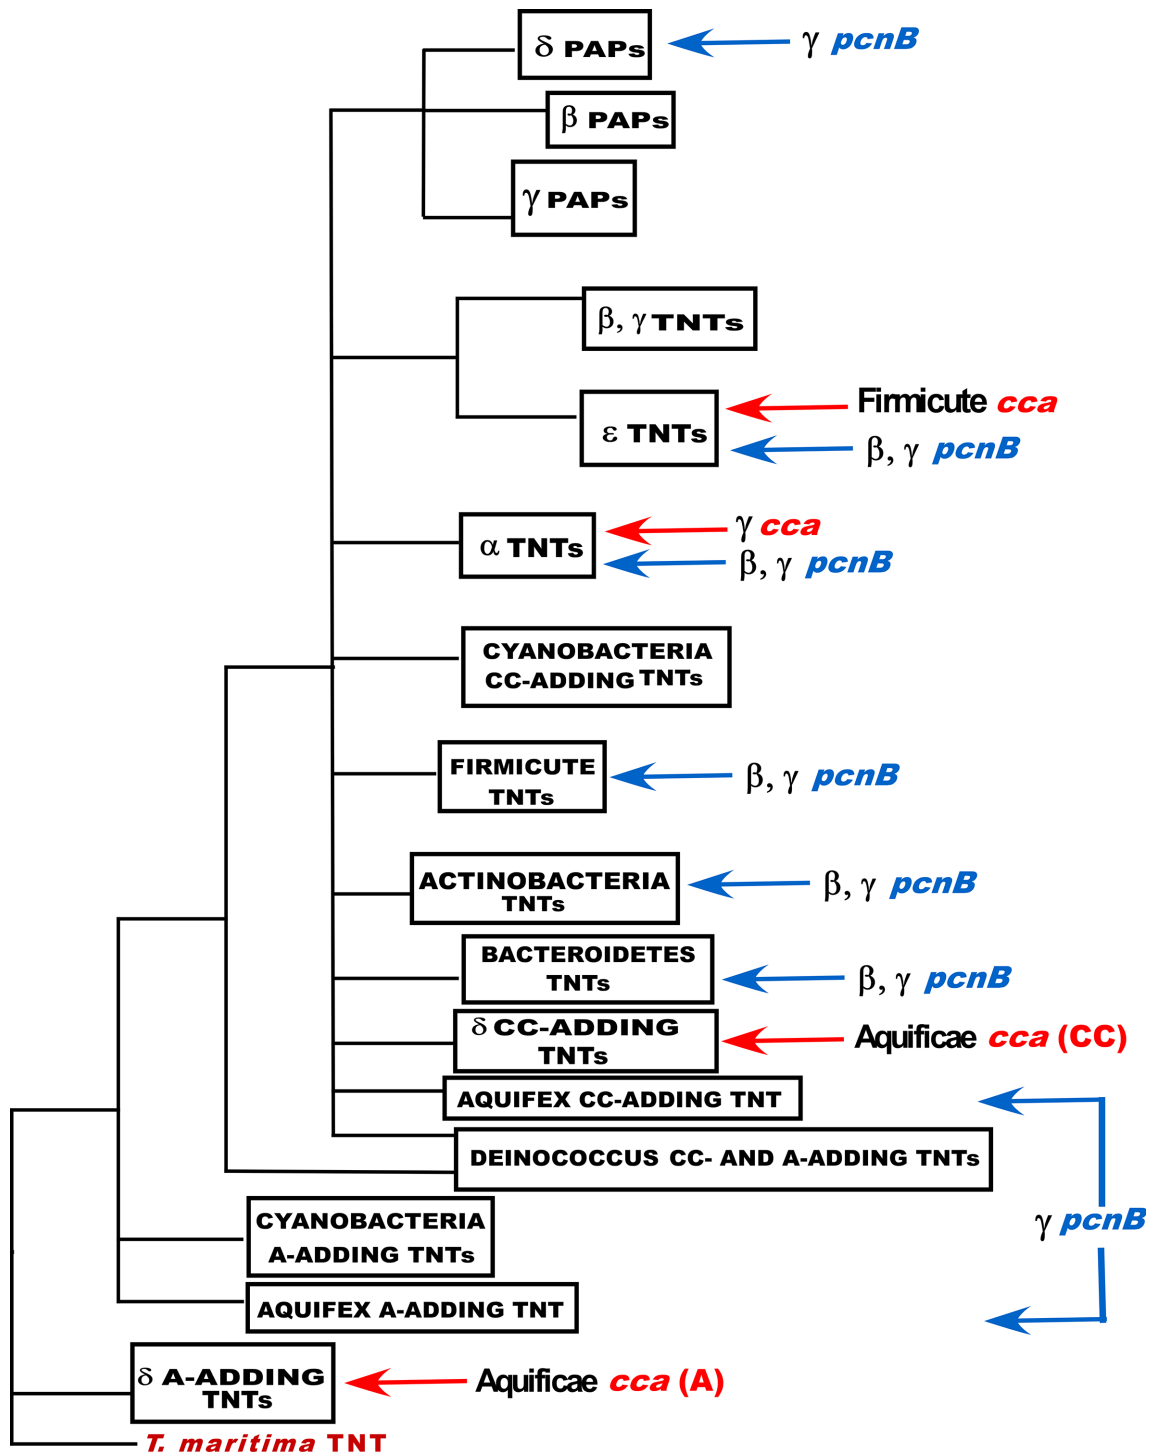 δ PAPs
γ pcnB
β PAPs
γ PAPs
β, γ TNTs
Firmicute cca
ε TNTs
β, γ pcnB
γ cca
α TNTs
β, γ pcnB
CYANOBACTERIA
CC-ADDING TNTs
FIRMICUTE
TNTs
β, γ pcnB
ACTINOBACTERIA
TNTs
β, γ pcnB
BACTEROIDETES
TNTs
β, γ pcnB
δ CC-ADDING
TNTs
Aquificae cca (CC)
AQUIFEX CC-ADDING TNT
DEINOCOCCUS CC- AND A-ADDING TNTs
γ pcnB
CYANOBACTERIA
A-ADDING TNTs
AQUIFEX A-ADDING TNT
δ A-ADDING
TNTs
Aquificae cca (A)
T. maritima TNT